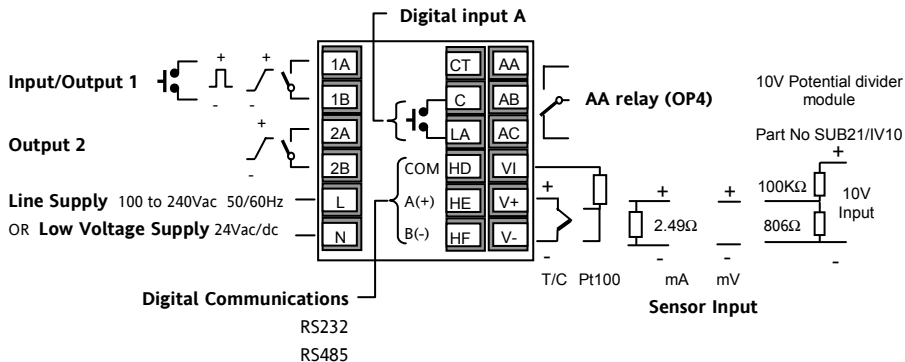 Digital input A
Input/Output 1
+
-
+
-
1A
1B
Output 2
+
-
2A
2B
Line Supply 100 to 240Vac 50/60Hz
OR Low Voltage Supply 24Vac/dc
L
N
CT
C
LA
COM HD
A(+) HE
B(-) HF
AA
AB
AC
VI
V+
V-
AA relay (OP4)
10V Potential divider
module
Part No SUB21/IV10
+
-
T/C
Pt100
+
2.49Ω
-
mA
+
-
mV
+
100KΩ
806Ω
10V
Input
-
Sensor Input
Digital Communications
RS232
RS485